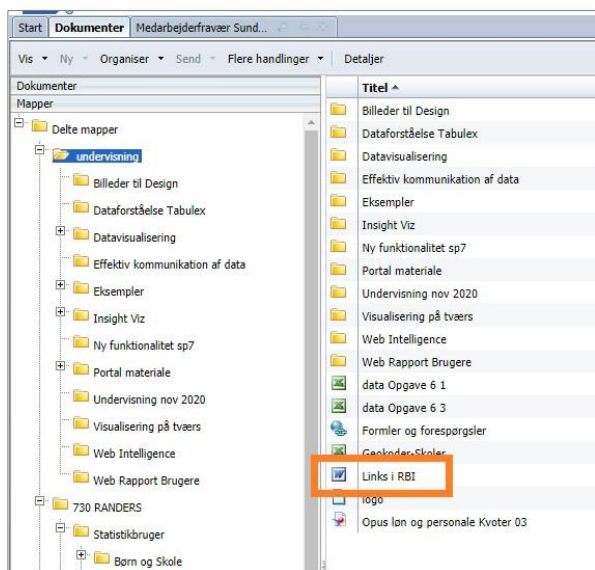 Start Dokumenter Medarbejderfravær Sund...
Vis Ny Organiser Send Flere handlinger Detaljer
Dokumenter
Mapper
Delte mapper
undervisning
Billeder til Design
Dataforståelse Tabulex
Datavisualisering
Effektiv kommunikation af data
Eksempler
Insight Viz
Ny funktionalitet sp7
Portal materiale
Undervisning nov 2020
Visualisering på tværs
Web Intelligence
Web Rapport Brugere
730 RANDERS
Statistikbruger
Børn og Skole
Titel
Billeder til Design
Dataforståelse Tabulex
Datavisualisering
Effektiv kommunikation af data
Eksempler
Insight Viz
Ny funktionalitet sp7
Portal materiale
Undervisning nov 2020
Visualisering på tværs
Web Intelligence
Web Rapport Brugere
data Opgave 6 1
data Opgave 6 3
Formler og forespørgsler
Geokoder-Skoler
Links i RBI
logo
Opus løn og personale Kvoter 03